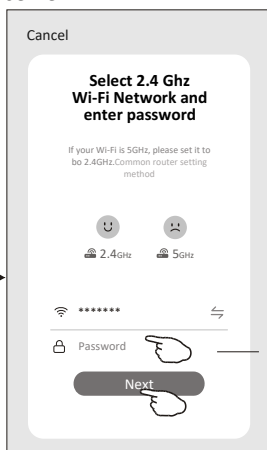 Cancel
Select 2.4 Ghz
Wi-Fi Network and
enter password
If your Wi-Fi is 5GHz, please set it to
bo 2.4GHz.Common router setting
method
2.4GHz 5GHz
*******
Password
Next